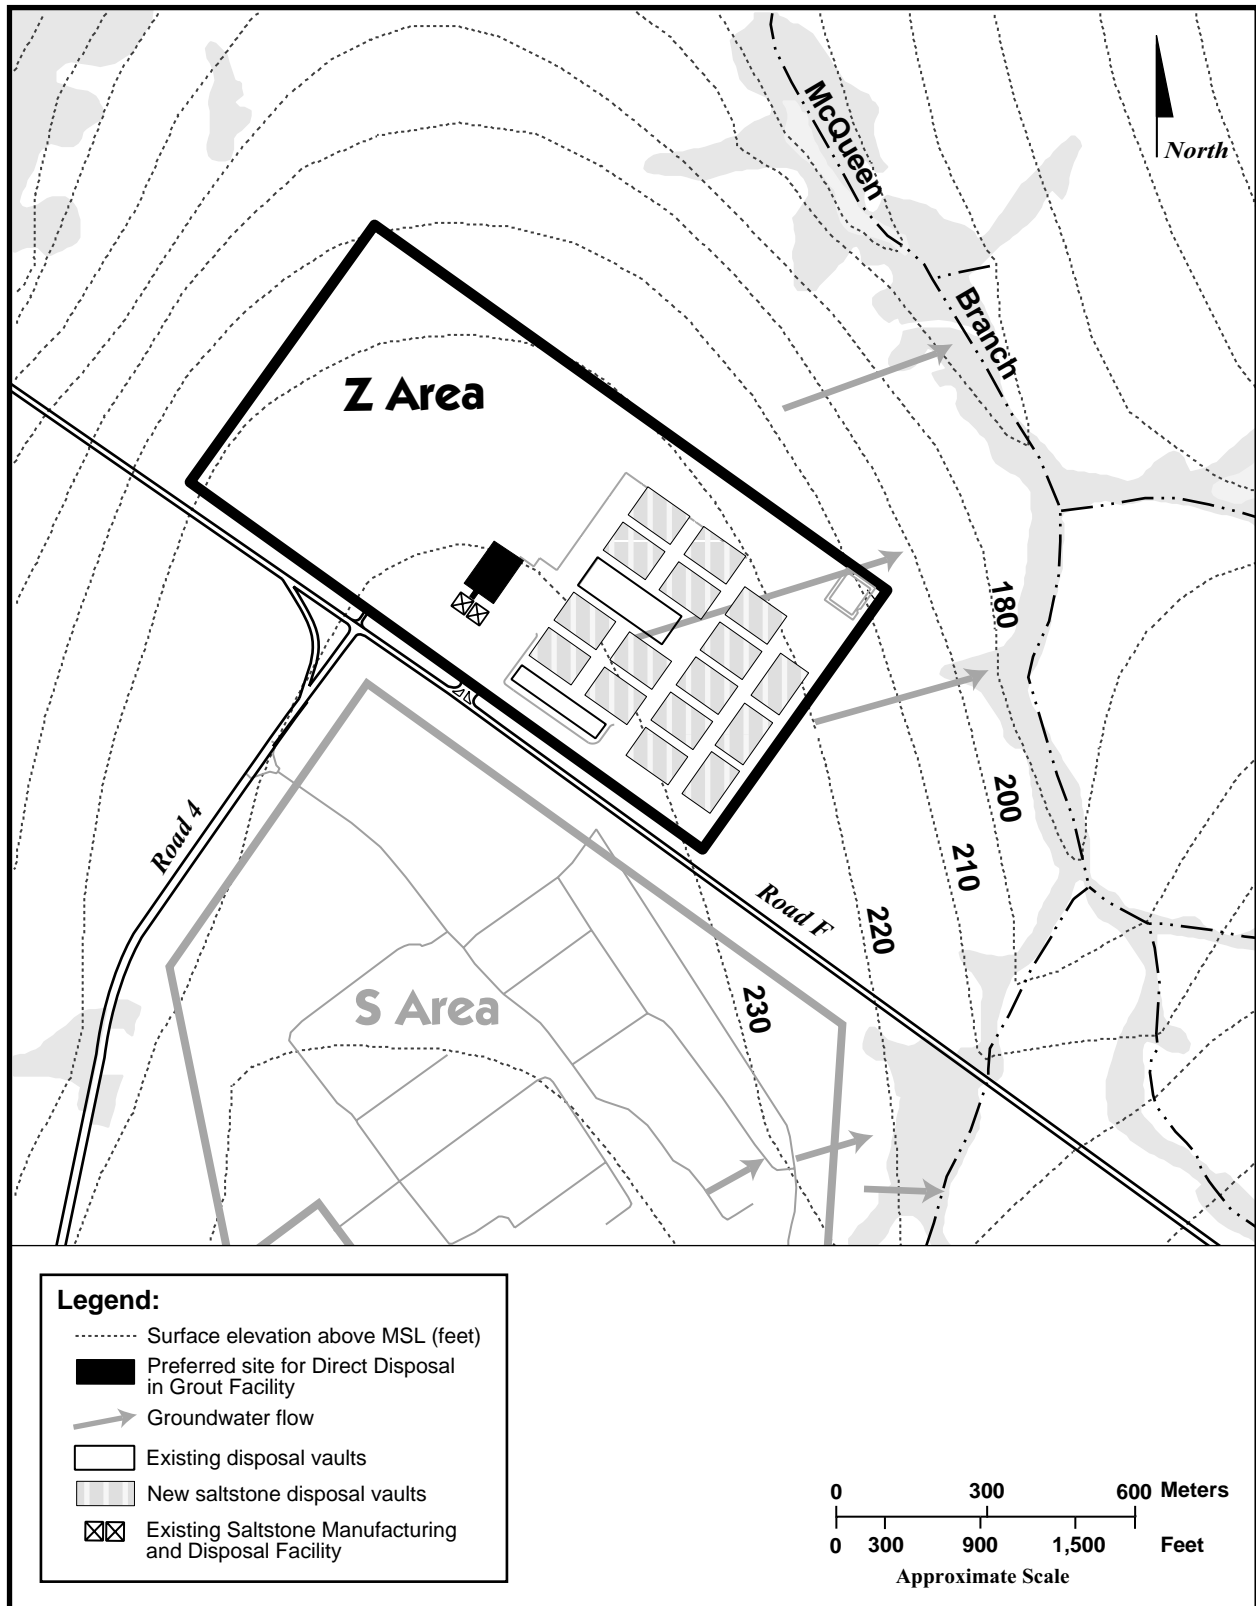 McQueen
Branch
North
Z Area
180
200
210
220
230
Road 4
Road F
S Area
Legend:
Surface elevation above MSL (feet)
Preferred site for Direct Disposal
in Grout Facility
Groundwater flow
Existing disposal vaults
New saltstone disposal vaults
Existing Saltstone Manufacturing
and Disposal Facility
0 300 600 Meters
0 300 900 1,500 Feet
Approximate Scale